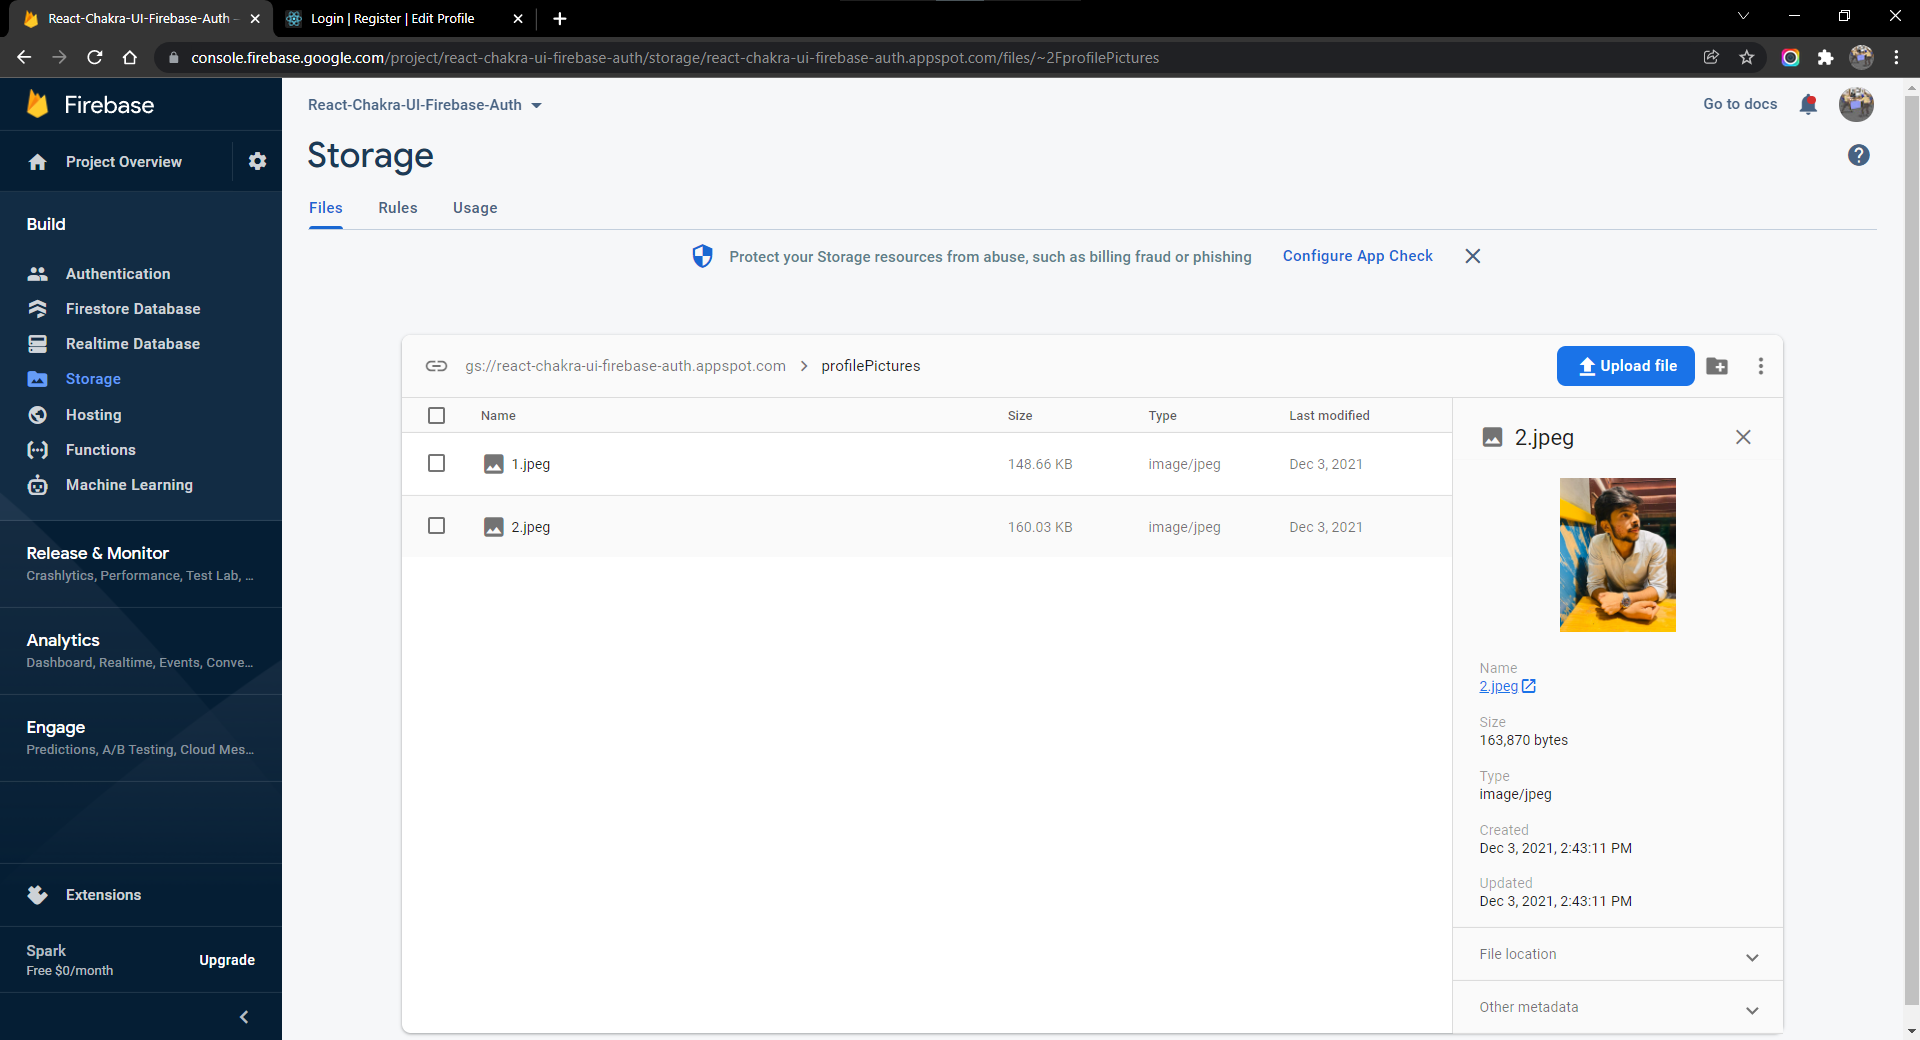 React-Chakra-UI-Firebase-Auth -
Login | Register | Edit Profile
console.firebase.google.com/project/react-chakra-ui-firebase-auth/storage/react-chakra-ui-firebase-auth.appspot.com/files/~2FprofilePictures
Firebase
Project Overview
Build
Authentication
Firestore Database
Realtime Database
Storage
Hosting
Functions
Machine Learning
Release & Monitor
Crashlytics, Performance, Test Lab, …
Analytics
Dashboard, Realtime, Events, Conve…
Engage
Predictions, A/B Testing, Cloud Mes…
Extensions
Spark
Free $0/month
Upgrade
React-Chakra-UI-Firebase-Auth
Go to docs
Storage
Files Rules Usage
Protect your Storage resources from abuse, such as billing fraud or phishing Configure App Check
gs://react-chakra-ui-firebase-auth.appspot.com > profilePictures
Upload file
Name Size Type Last modified
1.jpeg 148.66 KB image/jpeg Dec 3, 2021
2.jpeg 160.03 KB image/jpeg Dec 3, 2021
2.jpeg
Name
2.jpeg
Size
163,870 bytes
Type
image/jpeg
Created
Dec 3, 2021, 2:43:11 PM
Updated
Dec 3, 2021, 2:43:11 PM
File location
Other metadata